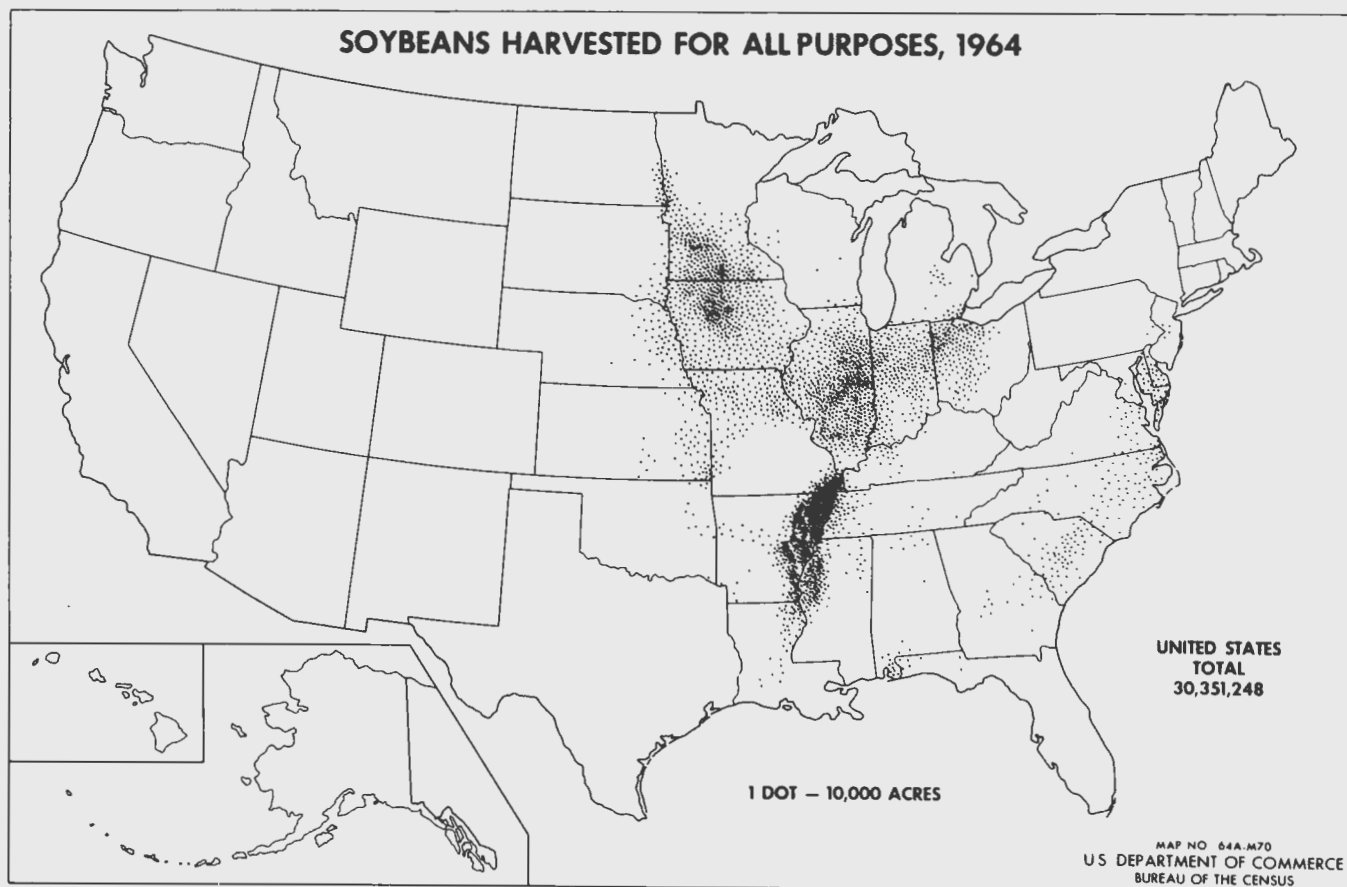 SOYBEANS HARVESTED FOR ALL PURPOSES, 1964
UNITED STATES
TOTAL
30,351,248
1 DOT — 10,000 ACRES
MAP NO 64A-M70
U S DEPARTMENT OF COMMERCE
BUREAU OF THE CENSUS